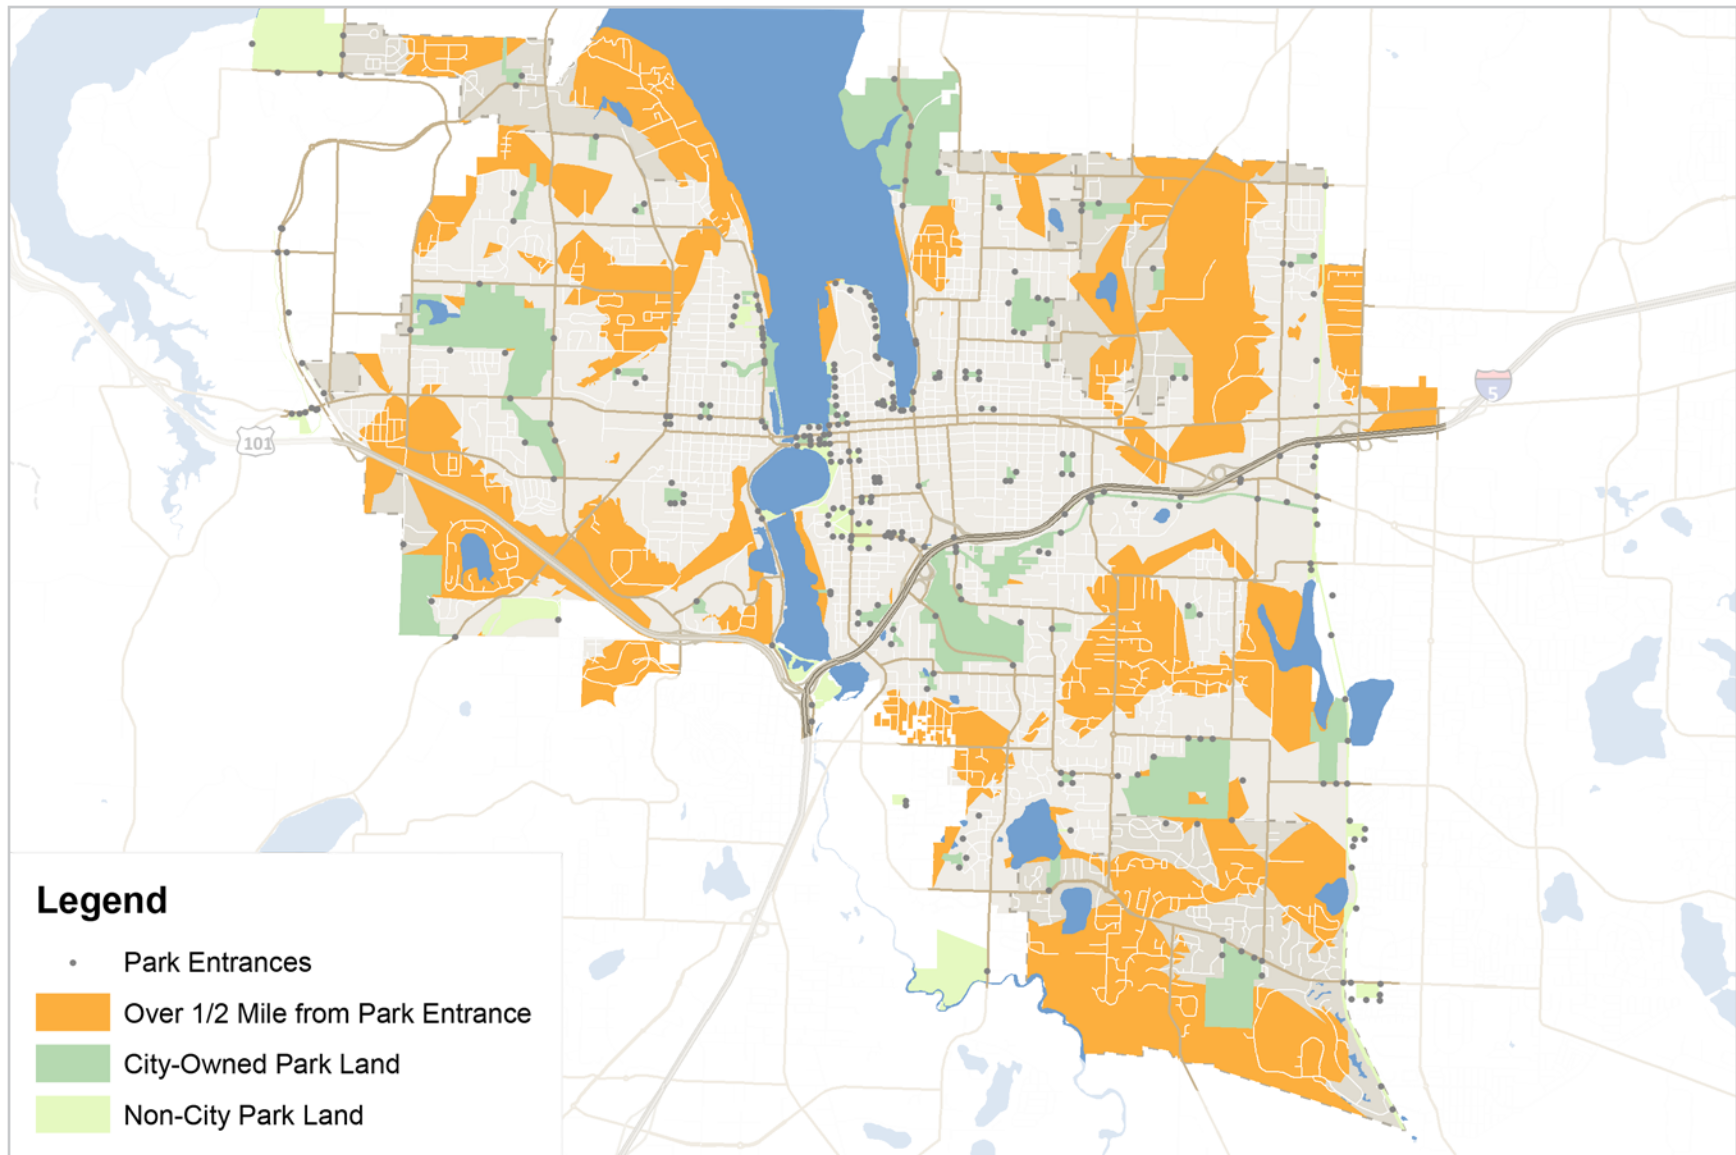 5
101
Legend
Park Entrances
Over 1/2 Mile from Park Entrance
City-Owned Park Land
Non-City Park Land